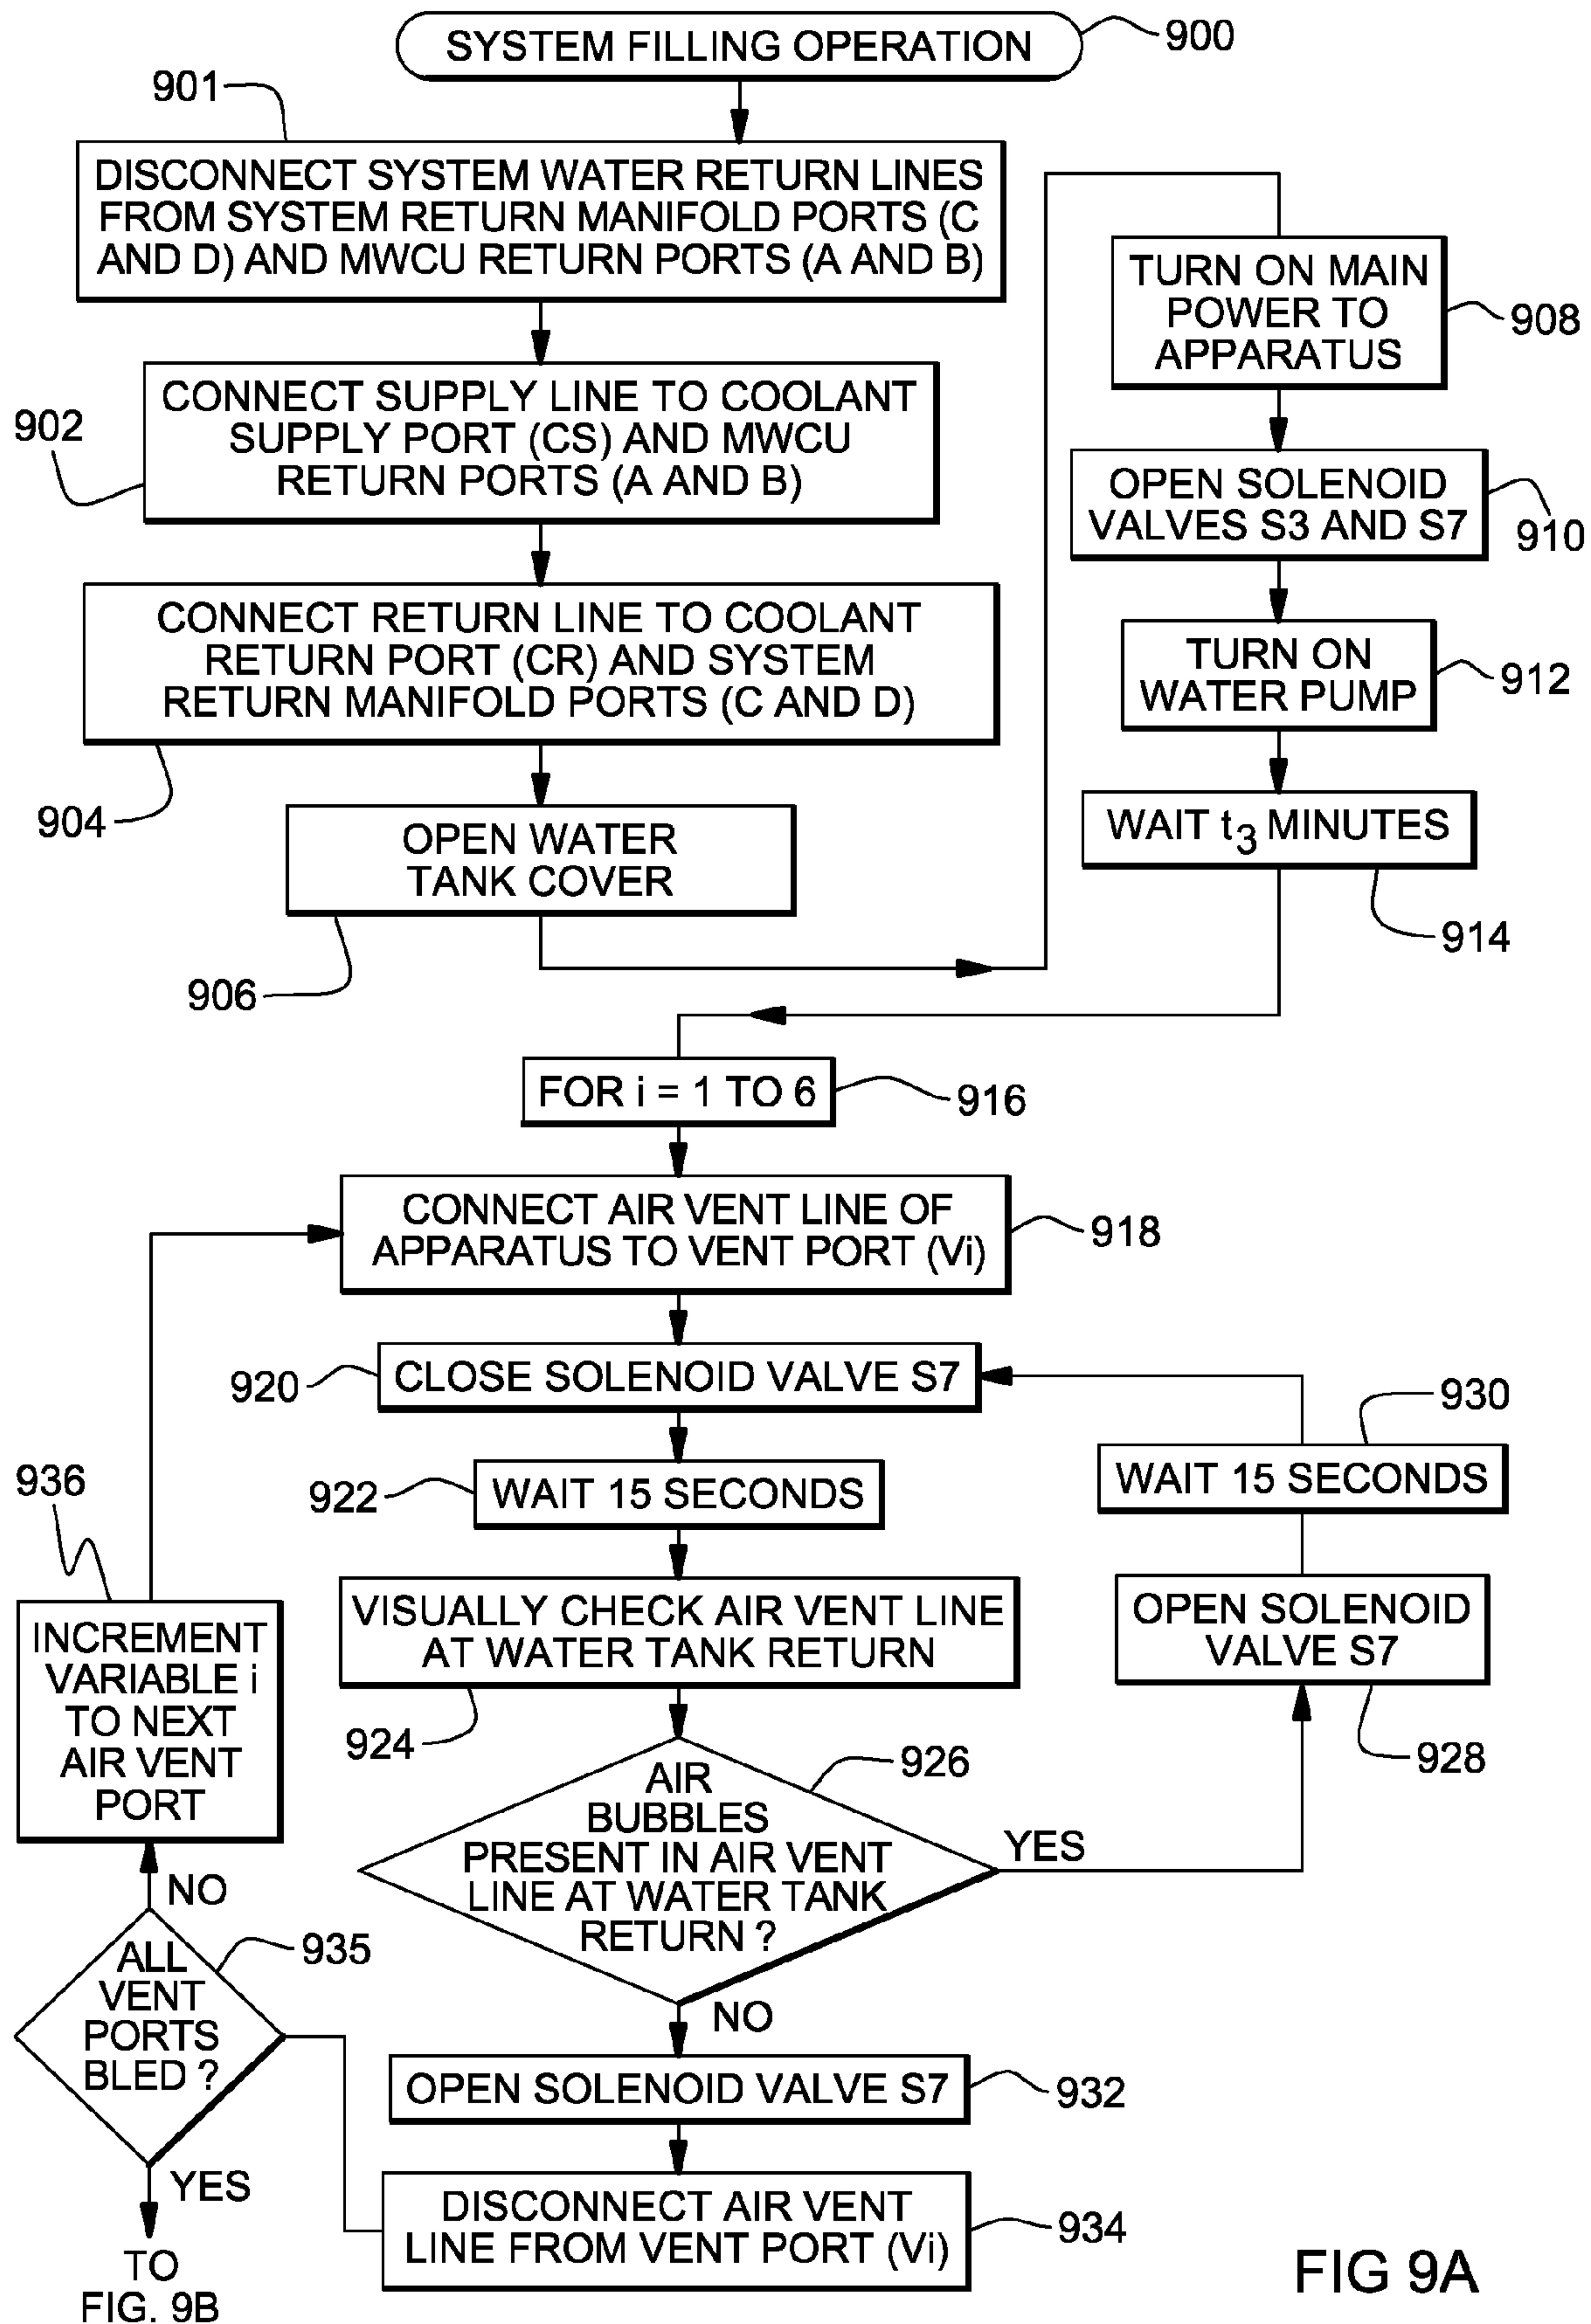 SYSTEM FILLING OPERATION
900
901
DISCONNECT SYSTEM WATER RETURN LINES
FROM SYSTEM RETURN MANIFOLD PORTS (C
AND D) AND MWCU RETURN PORTS (A AND B)
902
CONNECT SUPPLY LINE TO COOLANT
SUPPLY PORT (CS) AND MWCU
RETURN PORTS (A AND B)
CONNECT RETURN LINE TO COOLANT
RETURN PORT (CR) AND SYSTEM
RETURN MANIFOLD PORTS (C AND D)
904
OPEN WATER
TANK COVER
906
TURN ON MAIN
POWER TO
APPARATUS
908
OPEN SOLENOID
VALVES S3 AND S7
910
TURN ON
WATER PUMP
912
WAIT t3 MINUTES
914
FOR i = 1 TO 6
916
CONNECT AIR VENT LINE OF
APPARATUS TO VENT PORT (Vi)
918
CLOSE SOLENOID VALVE S7
920
WAIT 15 SECONDS
922
VISUALLY CHECK AIR VENT LINE
AT WATER TANK RETURN
924
AIR
BUBBLES
PRESENT IN AIR VENT
LINE AT WATER TANK
RETURN ?
926
YES
OPEN SOLENOID
VALVE S7
928
WAIT 15 SECONDS
930
NO
OPEN SOLENOID VALVE S7
932
DISCONNECT AIR VENT
LINE FROM VENT PORT (Vi)
934
ALL
VENT
PORTS
BLED ?
935
NO
INCREMENT
VARIABLE i
TO NEXT
AIR VENT
PORT
936
YES
TO
FIG. 9B
FIG 9A